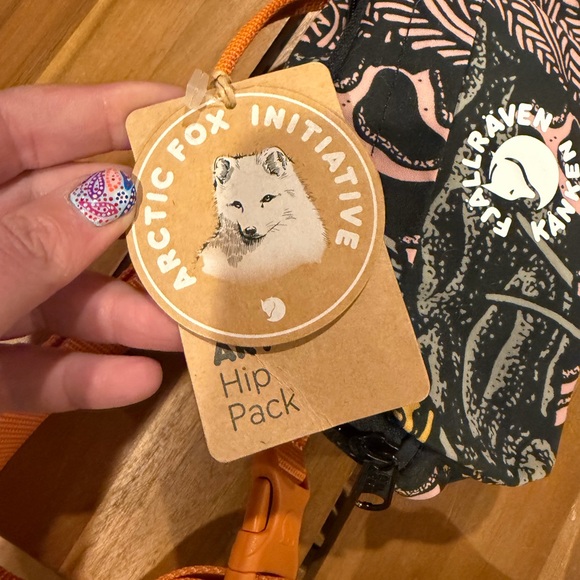 ARCTIC FOX INITIATIVE
Hip
Pack
FJÄLLRÄVEN
KÅNKEN